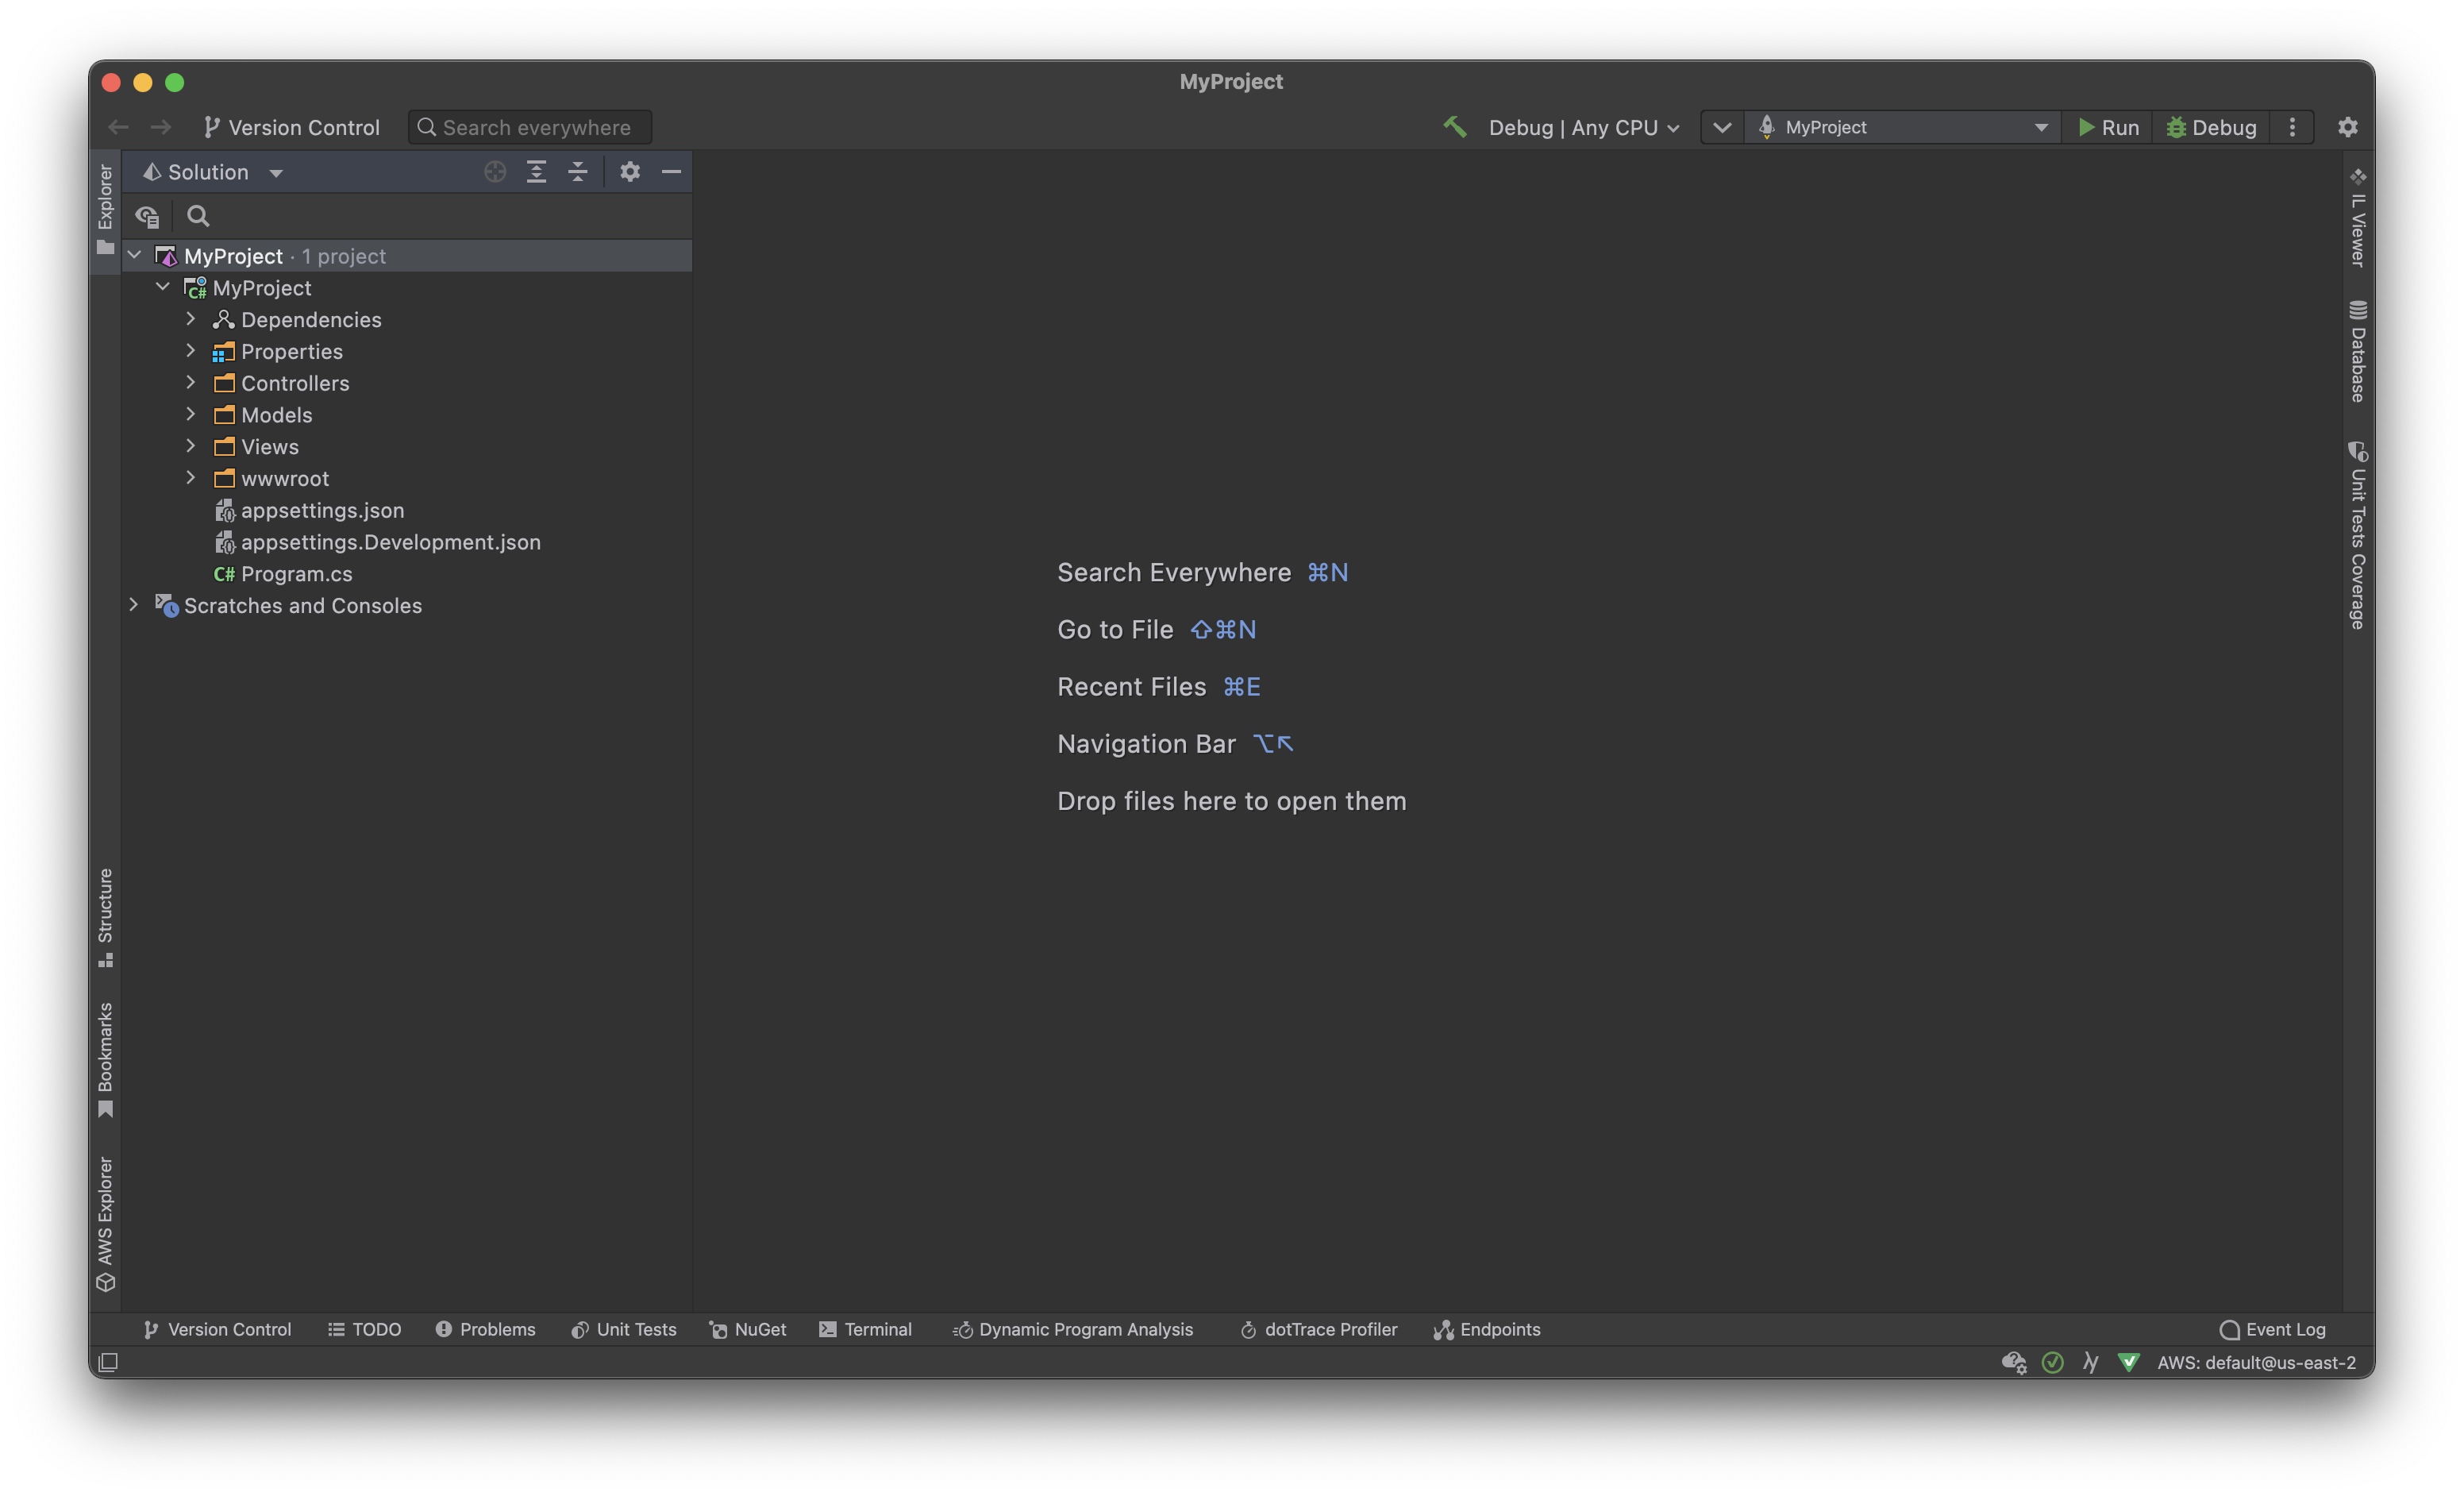 MyProject
Version Control
Search everywhere
Debug | Any CPU
MyProject
Run
Debug
Explorer
Solution
MyProject · 1 project
C# MyProject
Dependencies
Properties
Controllers
Models
Views
wwwroot
appsettings.json
appsettings.Development.json
C# Program.cs
Scratches and Consoles
Structure
Bookmarks
AWS Explorer
Search Everywhere ⌘N
Go to File ⇧⌘N
Recent Files ⌘E
Navigation Bar ⌥↖
Drop files here to open them
IL Viewer
Database
Unit Tests Coverage
Version Control
TODO
Problems
Unit Tests
NuGet
Terminal
Dynamic Program Analysis
dotTrace Profiler
Endpoints
Event Log
AWS: default@us-east-2